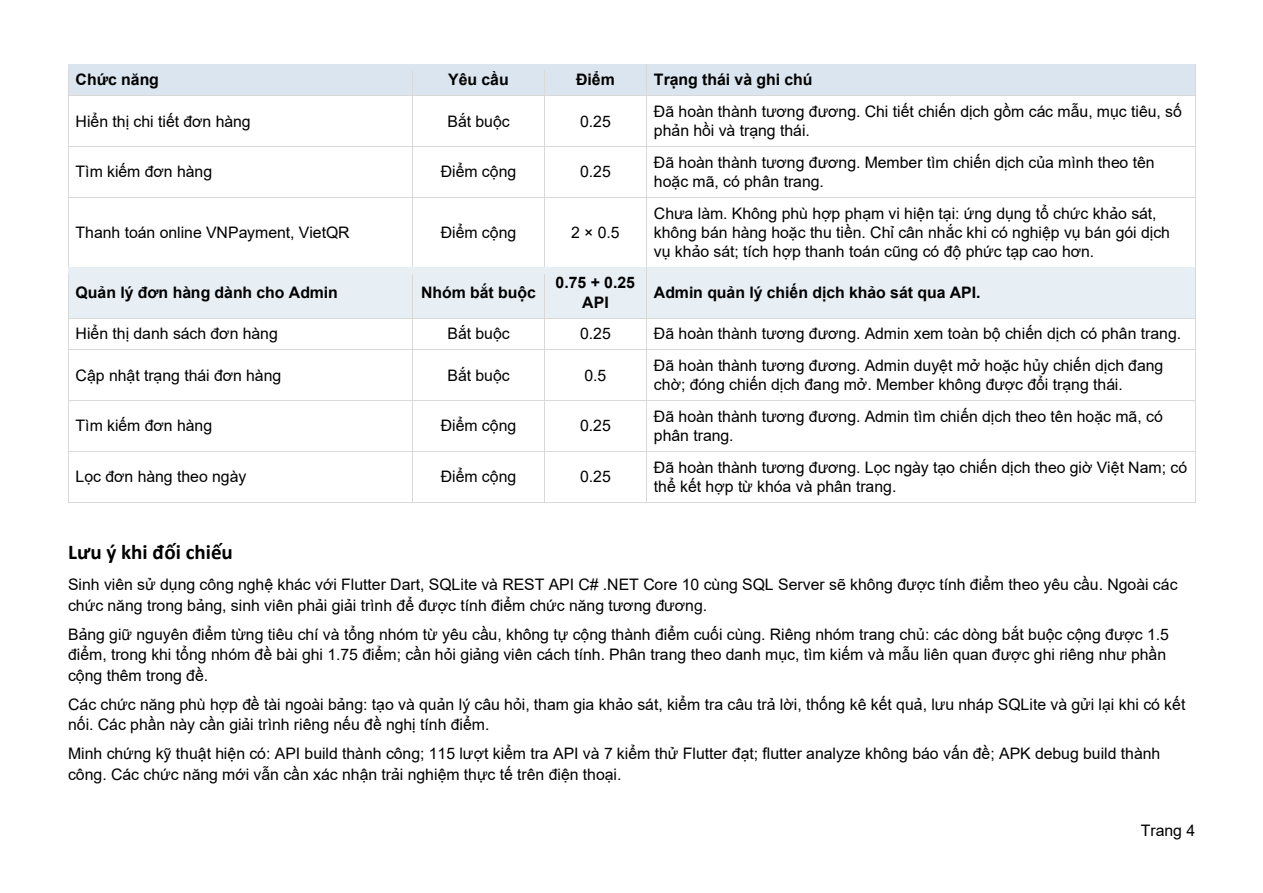 Chức năng Yêu cầu Điểm Trạng thái và ghi chú
Hiển thị chi tiết đơn hàng Bắt buộc 0.25 Đã hoàn thành tương đương. Chi tiết chiến dịch gồm các mẫu, mục tiêu, số
phản hồi và trạng thái.
Tìm kiếm đơn hàng Điểm cộng 0.25 Đã hoàn thành tương đương. Member tìm chiến dịch của mình theo tên
hoặc mã, có phân trang.
Thanh toán online VNPayment, VietQR Điểm cộng 2 × 0.5 Chưa làm. Không phù hợp phạm vi hiện tại: ứng dụng tổ chức khảo sát,
không bán hàng hoặc thu tiền. Chỉ cân nhắc khi có nghiệp vụ bán gói dịch
vụ khảo sát; tích hợp thanh toán cũng có độ phức tạp cao hơn.
Quản lý đơn hàng dành cho Admin Nhóm bắt buộc 0.75 + 0.25
API Admin quản lý chiến dịch khảo sát qua API.
Hiển thị danh sách đơn hàng Bắt buộc 0.25 Đã hoàn thành tương đương. Admin xem toàn bộ chiến dịch có phân trang.
Cập nhật trạng thái đơn hàng Bắt buộc 0.5 Đã hoàn thành tương đương. Admin duyệt mở hoặc hủy chiến dịch đang
chờ; đóng chiến dịch đang mở. Member không được đổi trạng thái.
Tìm kiếm đơn hàng Điểm cộng 0.25 Đã hoàn thành tương đương. Admin tìm chiến dịch theo tên hoặc mã, có
phân trang.
Lọc đơn hàng theo ngày Điểm cộng 0.25 Đã hoàn thành tương đương. Lọc ngày tạo chiến dịch theo giờ Việt Nam; có
thể kết hợp từ khóa và phân trang.
Lưu ý khi đối chiếu
Sinh viên sử dụng công nghệ khác với Flutter Dart, SQLite và REST API C# .NET Core 10 cùng SQL Server sẽ không được tính điểm theo yêu cầu. Ngoài các
chức năng trong bảng, sinh viên phải giải trình để được tính điểm chức năng tương đương.
Bảng giữ nguyên điểm từng tiêu chí và tổng nhóm từ yêu cầu, không tự cộng thành điểm cuối cùng. Riêng nhóm trang chủ: các dòng bắt buộc cộng được 1.5
điểm, trong khi tổng nhóm đề bài ghi 1.75 điểm; cần hỏi giảng viên cách tính. Phân trang theo danh mục, tìm kiếm và mẫu liên quan được ghi riêng như phần
cộng thêm trong đề.
Các chức năng phù hợp đề tài ngoài bảng: tạo và quản lý câu hỏi, tham gia khảo sát, kiểm tra câu trả lời, thống kê kết quả, lưu nháp SQLite và gửi lại khi có kết
nối. Các phần này cần giải trình riêng nếu đề nghị tính điểm.
Minh chứng kỹ thuật hiện có: API build thành công; 115 lượt kiểm tra API và 7 kiểm thử Flutter đạt; flutter analyze không báo vấn đề; APK debug build thành
công. Các chức năng mới vẫn cần xác nhận trải nghiệm thực tế trên điện thoại.
Trang 4